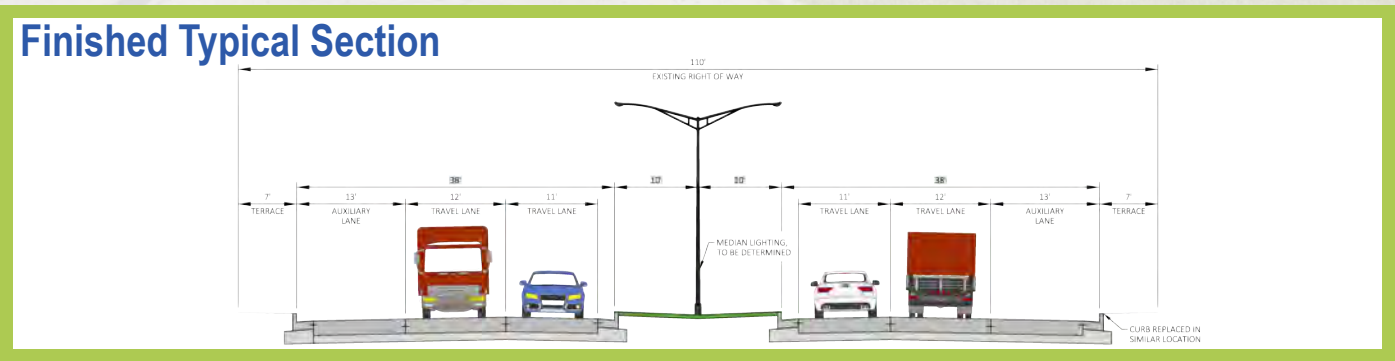 Finished Typical Section
110'
EXISTING RIGHT OF WAY
38' 10' 10' 38'
7' 13' 12' 11' 11' 12' 13' 7'
TERRACE AUXILIARY LANE TRAVEL LANE TRAVEL LANE TRAVEL LANE TRAVEL LANE AUXILIARY LANE TERRACE
MEDIAN LIGHTING,
TO BE DETERMINED
CURB REPLACED IN
SIMILAR LOCATION